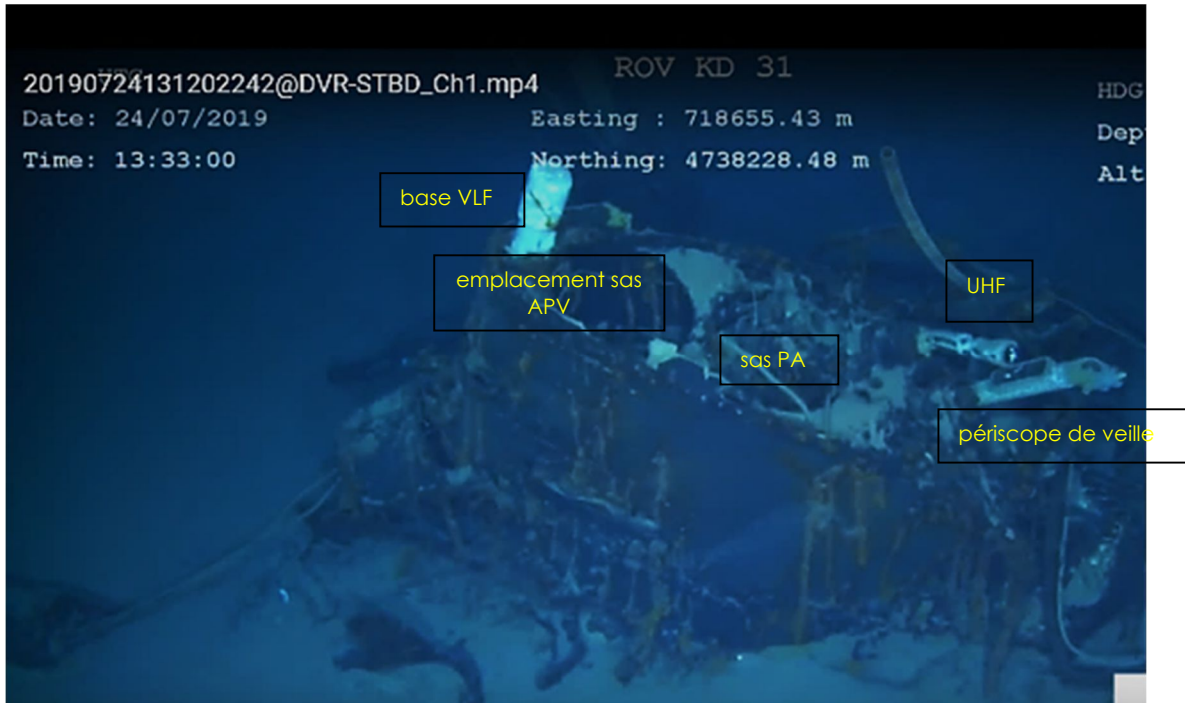 UTC
ROV KD 31
20190724131202242@DVR-STBD_Ch1.mp4
HDG
Date: 24/07/2019
Easting : 718655.43 m
Dep
Time: 13:33:00
Northing: 4738228.48 m
Alt
base VLF
emplacement sas
APV
UHF
sas PA
périscope de veille